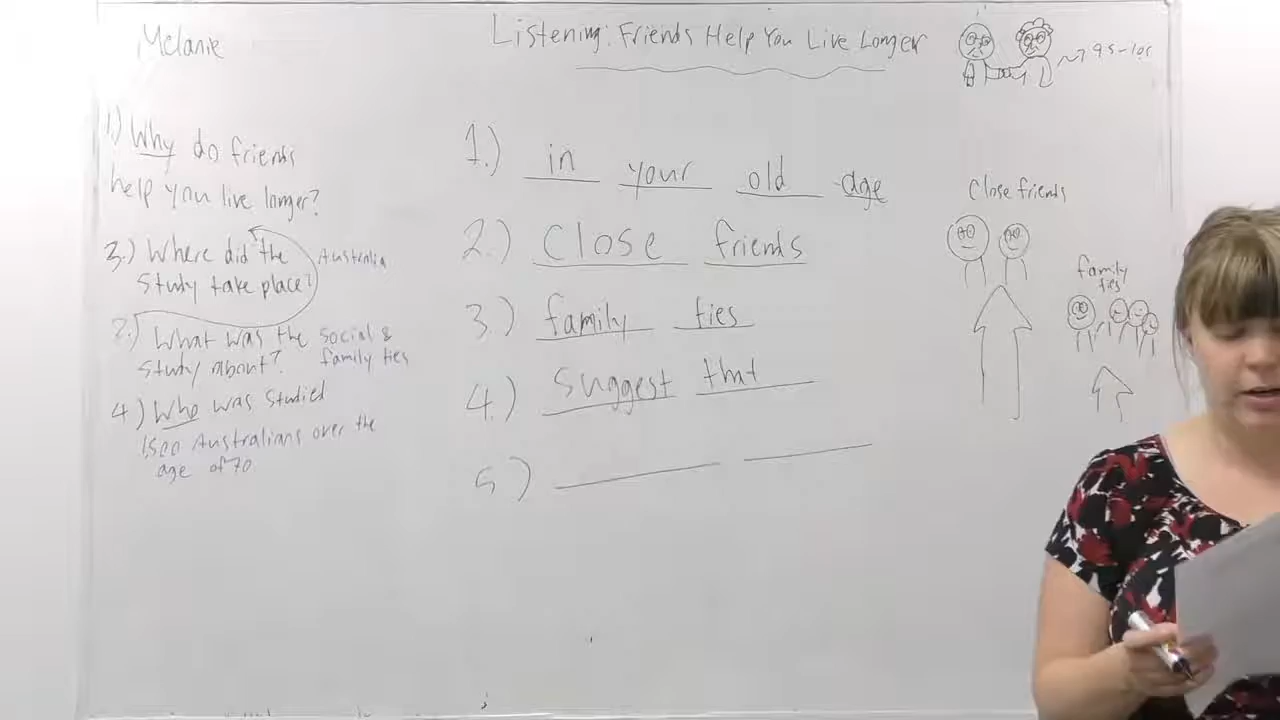 Melanie
Listening: Friends Help You Live Longer
95-100
1.) Why do friends
help you live longer?
3.) Where did the Australia
study take place?
2.) What was the social &
study about? family ties
4.) Who was studied
1,500 Australians over the
age of 70
1.) in your old age
2.) Close friends
3.) family ties
4.) suggest that
5.)
Close friends
family
ties